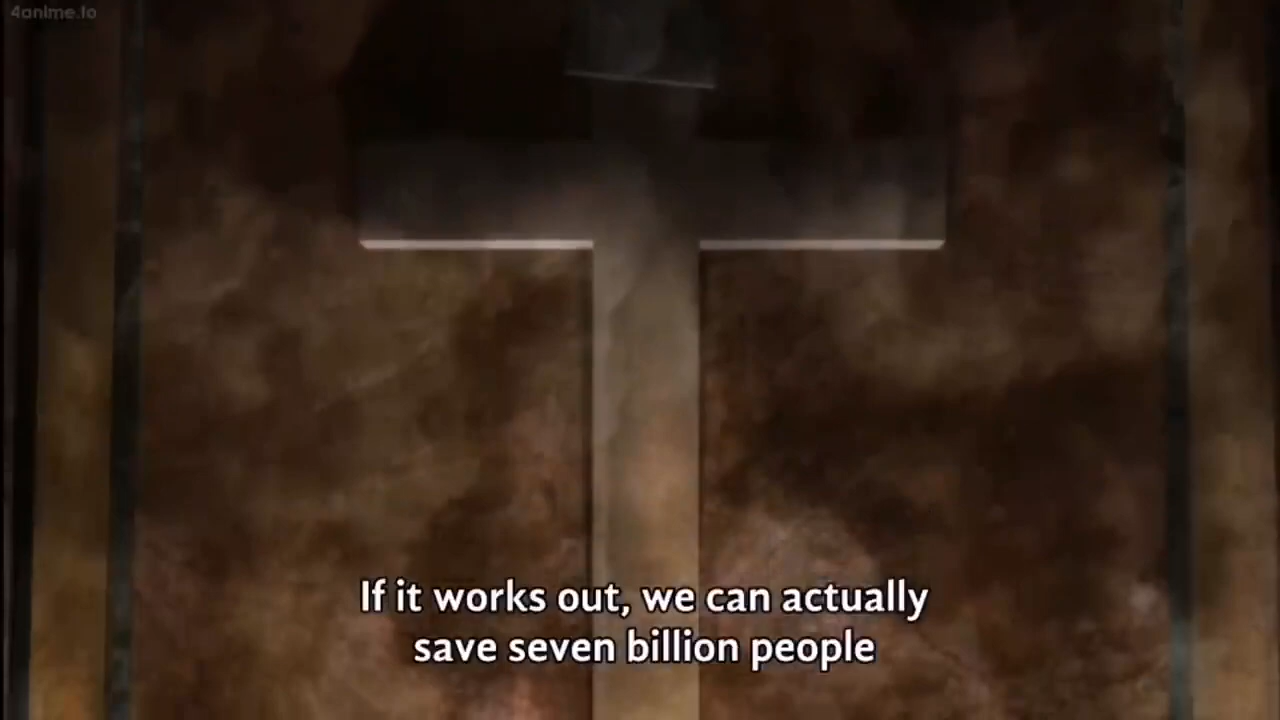 4anime.to
If it works out, we can actually
save seven billion people